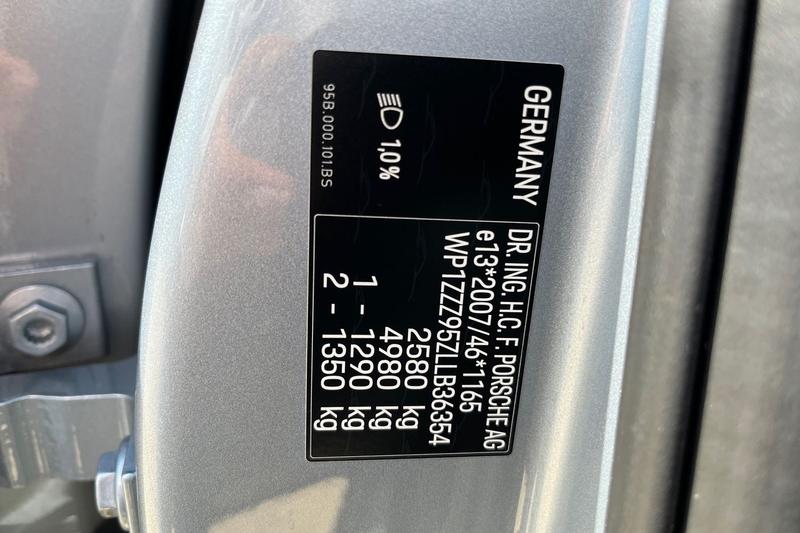 GERMANY
1,0%
95B.000.101.BS
DR. ING. H.C. F. PORSCHE AG
e13*2007/46*1165
WP1ZZZ95ZLLB36354
2580 kg
4980 kg
1 - 1290 kg
2 - 1350 kg